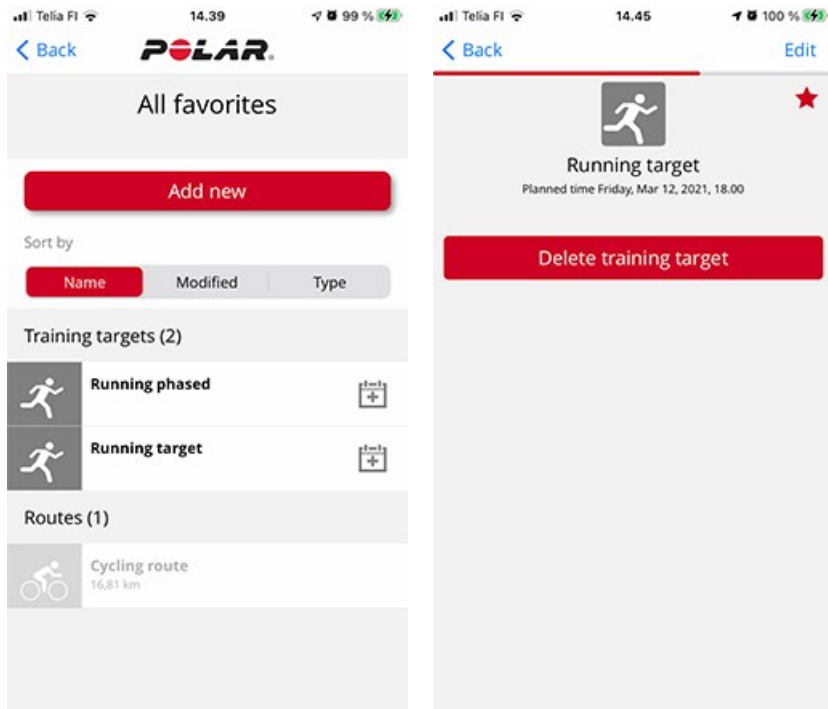 Telia FI 14.39 99 %
Back POLAR.
All favorites
Add new
Sort by
Name Modified Type
Training targets (2)
Running phased
Running target
Routes (1)
Cycling route
16,81 km
Telia FI 14.45 100 %
Back Edit
Running target
Planned time Friday, Mar 12, 2021, 18.00
Delete training target